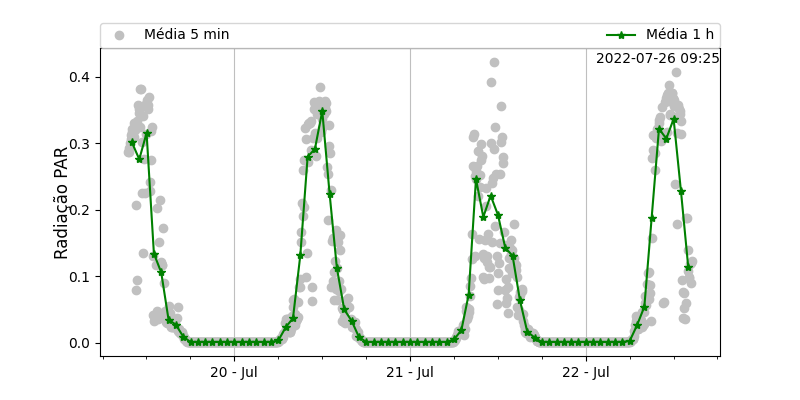 Média 5 min
Média 1 h
2022-07-26 09:25
Radiação PAR
0.4
0.3
0.2
0.1
0.0
20 - Jul
21 - Jul
22 - Jul